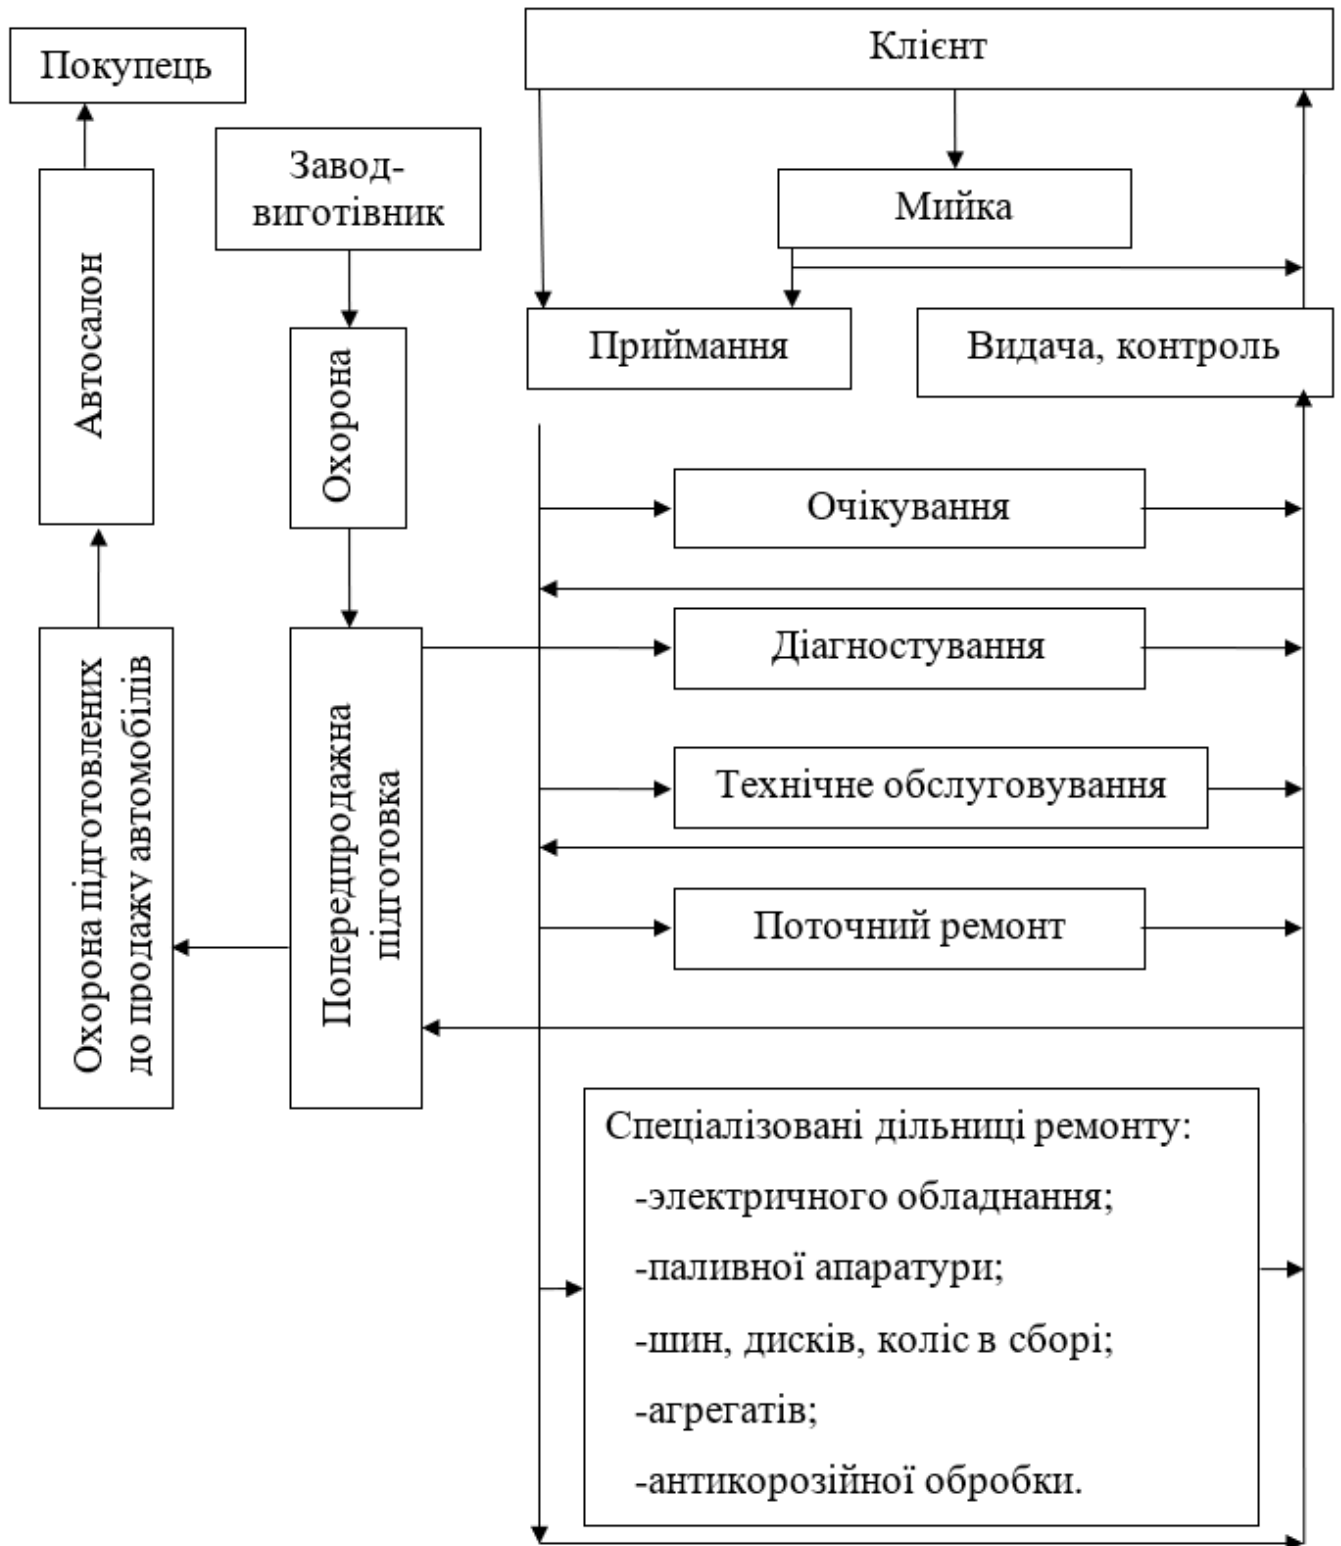 Клієнт
Покупець
Завод-
виготівник
Мийка
Автосалон
Охорона
Приймання
Видача, контроль
Очікування
Діагностування
Технічне обслуговування
Поточний ремонт
Охорона підготовлених
до продажу автомобілів
Попередпродажна
підготовка
Спеціалізовані дільниці ремонту:
-электричного обладнання;
-паливної апаратури;
-шин, дисків, коліс в сборі;
-агрегатів;
-антикорозійної обробки.